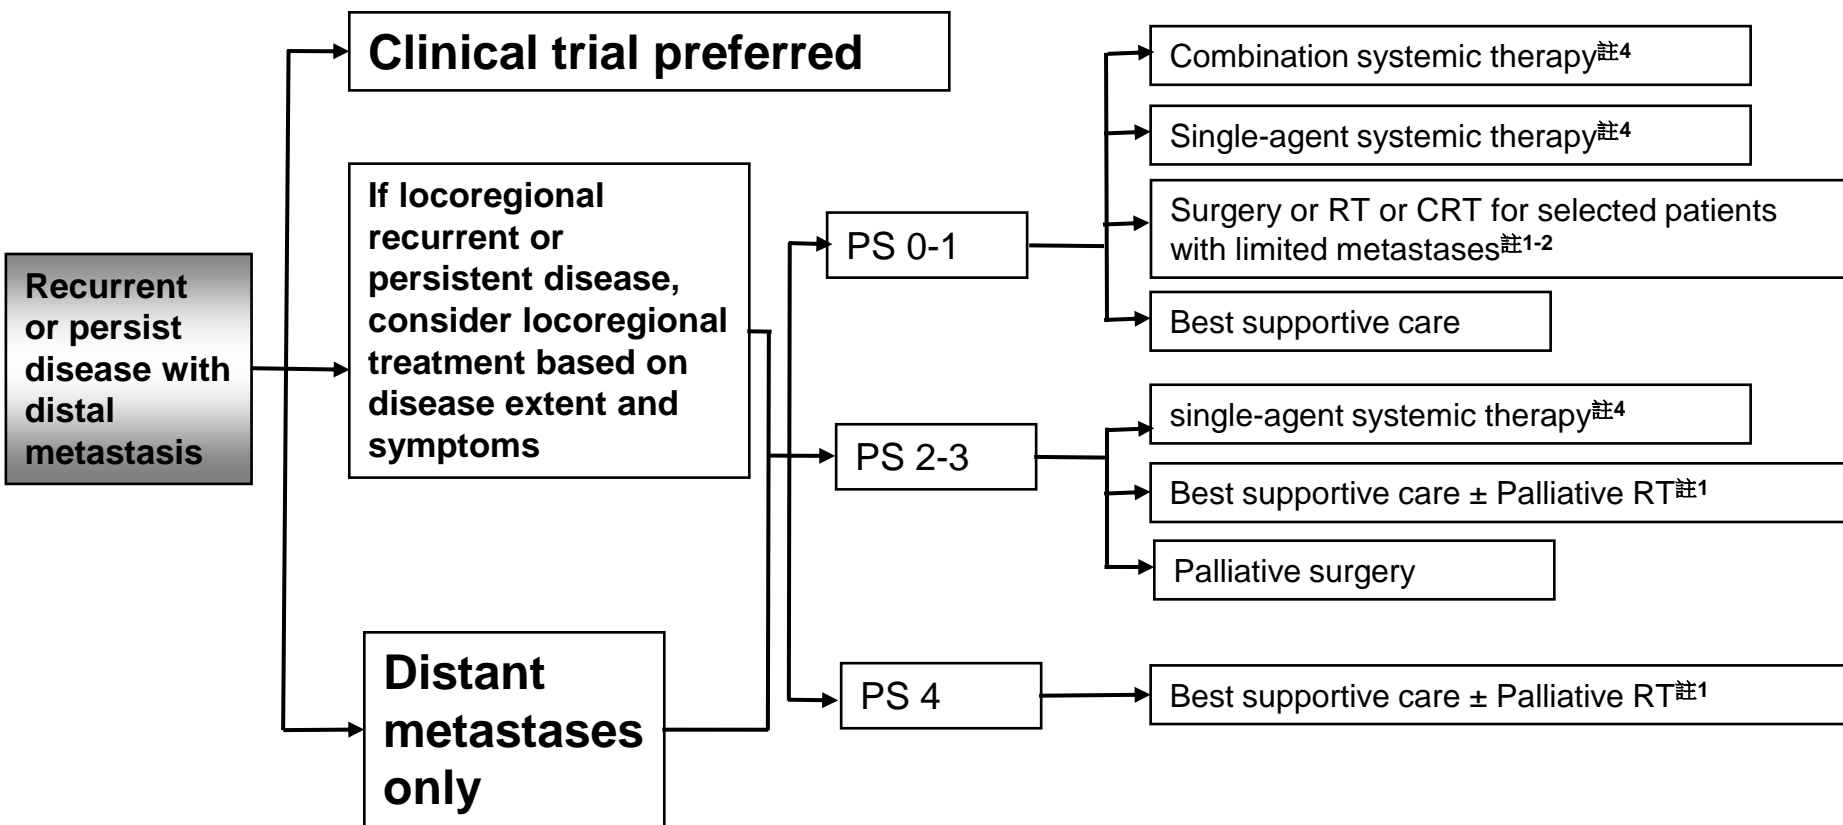 Recurrent
or persist
disease with
distal
metastasis
Clinical trial preferred
If locoregional
recurrent or
persistent disease,
consider locoregional
treatment based on
disease extent and
symptoms
Distant
metastases
only
PS 0-1
Combination systemic therapy註4
Single-agent systemic therapy註4
Surgery or RT or CRT for selected patients
with limited metastases註1-2
Best supportive care
PS 2-3
single-agent systemic therapy註4
Best supportive care ± Palliative RT註1
Palliative surgery
PS 4
Best supportive care ± Palliative RT註1